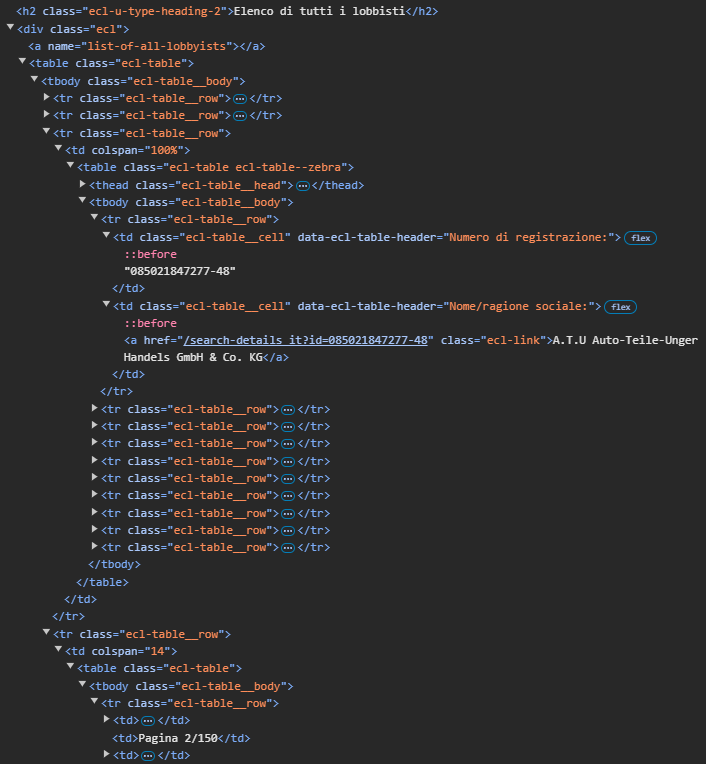 <h2 class="ecl-u-type-heading-2">Elenco di tutti i lobbisti</h2>
<div class="ecl">
<a name="list-of-all-lobbyists"></a>
<table class="ecl-table">
<tbody class="ecl-table__body">
<tr class="ecl-table__row">…</tr>
<tr class="ecl-table__row">…</tr>
<tr class="ecl-table__row">
<td colspan="100%">
<table class="ecl-table ecl-table--zebra">
<thead class="ecl-table__head">…</thead>
<tbody class="ecl-table__body">
<tr class="ecl-table__row">
<td class="ecl-table__cell" data-ecl-table-header="Numero di registrazione:"> flex
::before
"085021847277-48"
</td>
<td class="ecl-table__cell" data-ecl-table-header="Nome/ragione sociale:"> flex
::before
<a href="/search-details_it?id=085021847277-48" class="ecl-link">A.T.U Auto-Teile-Unger
Handels GmbH & Co. KG</a>
</td>
</tr>
<tr class="ecl-table__row">…</tr>
<tr class="ecl-table__row">…</tr>
<tr class="ecl-table__row">…</tr>
<tr class="ecl-table__row">…</tr>
<tr class="ecl-table__row">…</tr>
<tr class="ecl-table__row">…</tr>
<tr class="ecl-table__row">…</tr>
<tr class="ecl-table__row">…</tr>
<tr class="ecl-table__row">…</tr>
</tbody>
</table>
</td>
</tr>
<tr class="ecl-table__row">
<td colspan="14">
<table class="ecl-table">
<tbody class="ecl-table__body">
<tr class="ecl-table__row">
<td>…</td>
<td>Pagina 2/150</td>
<td>…</td>